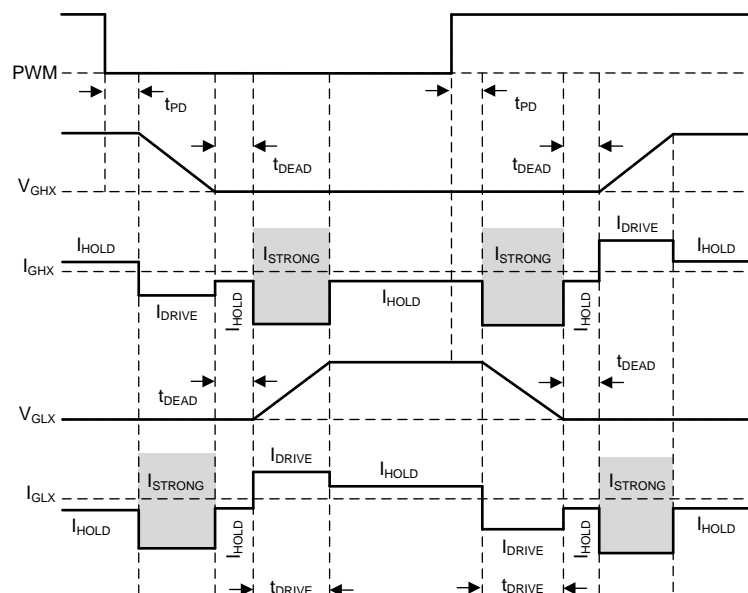 PWM
tPD
tPD
tDEAD
tDEAD
VGHX
IDRIVE
IHOLD
ISTRONG
ISTRONG
IHOLD
IGHX
IDRIVE
IHOLD
IHOLD
IHOLD
tDEAD
tDEAD
VGLX
IDRIVE
ISTRONG
IHOLD
ISTRONG
IGLX
IHOLD
IHOLD
IDRIVE
IHOLD
IHOLD
tDRIVE
tDRIVE